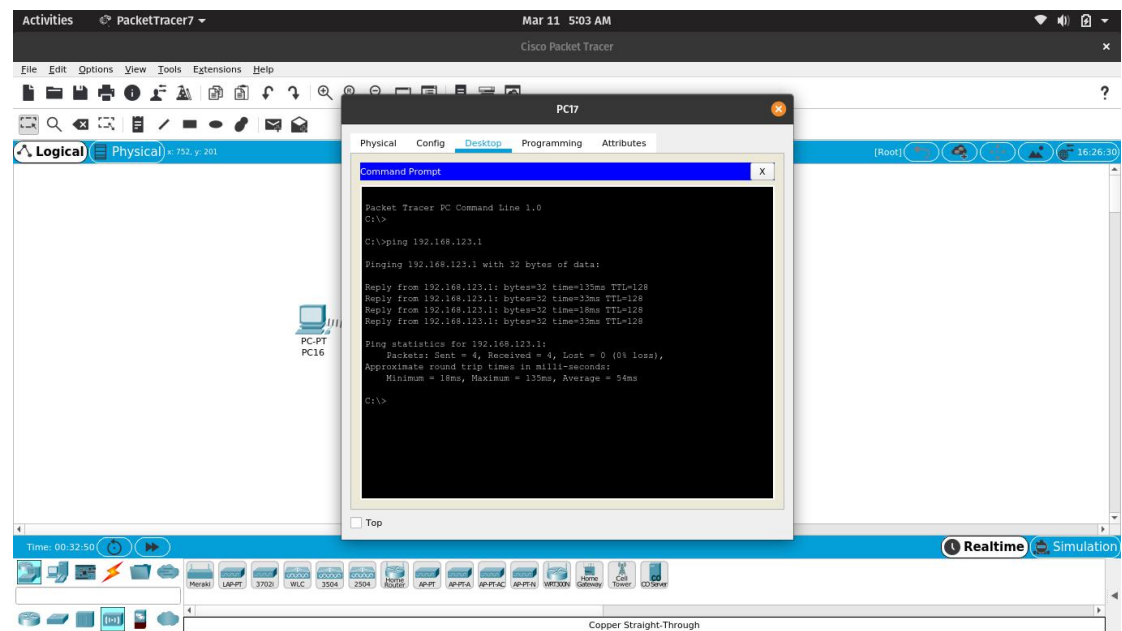 Activities PacketTracer7 Mar 11 5:03 AM
Cisco Packet Tracer
File Edit Options View Tools Extensions Help
?
Logical Physical x: 752, y: 201 [Root] 16:26:30
PC17
Physical Config Desktop Programming Attributes
Command Prompt X
Packet Tracer PC Command Line 1.0
C:\>
C:\>ping 192.168.123.1
Pinging 192.168.123.1 with 32 bytes of data:
Reply from 192.168.123.1: bytes=32 time=135ms TTL=128
Reply from 192.168.123.1: bytes=32 time=33ms TTL=128
Reply from 192.168.123.1: bytes=32 time=18ms TTL=128
Reply from 192.168.123.1: bytes=32 time=33ms TTL=128
Ping statistics for 192.168.123.1:
Packets: Sent = 4, Received = 4, Lost = 0 (0% loss),
Approximate round trip times in milli-seconds:
Minimum = 18ms, Maximum = 135ms, Average = 54ms
C:\>
PC-PT
PC16
Top
Time: 00:32:50 Realtime Simulation
Meraki LAP-PT 3702i WLC 3504 2504 Home Router AP-PT AP-PT-A AP-PT-AC AP-PT-N WRT300N Home Gateway Cell Tower CO Server
Copper Straight-Through